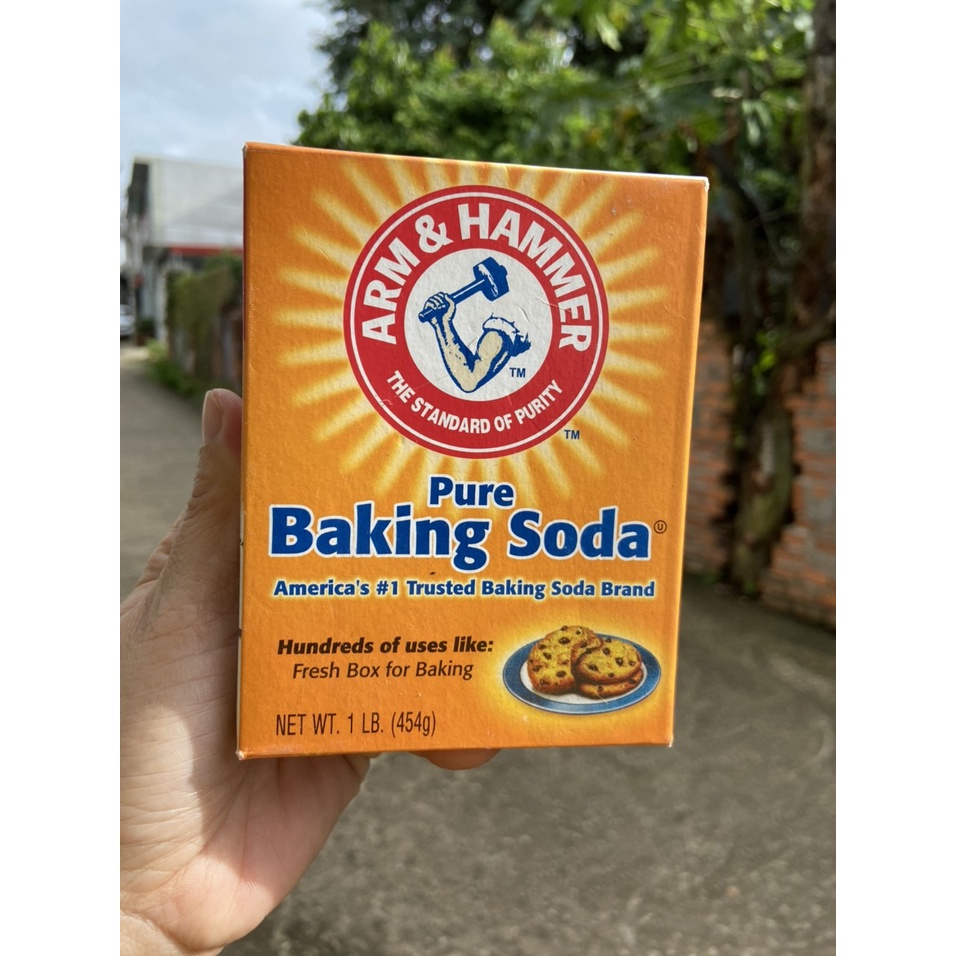 ARM & HAMMER
TM
THE STANDARD OF PURITY
TM
Pure
Baking Soda Ⓤ
America's #1 Trusted Baking Soda Brand
Hundreds of uses like:
Fresh Box for Baking
NET WT. 1 LB. (454g)